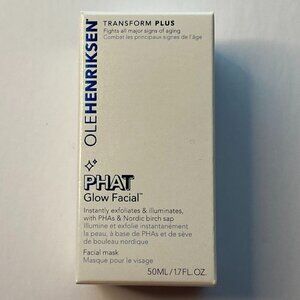 OLEHENRIKSEN
TRANSFORM PLUS
Fights all major signs of aging
Combat les principaux signes de l'âge
PHAT
Glow Facial™
Instantly exfoliates & illuminates,
with PHAs & Nordic birch sap
Illumine et exfolie instantanément
la peau, à base de PHAs et de sève
de bouleau nordique
Facial mask
Masque pour le visage
50ML/1.7FL.OZ.